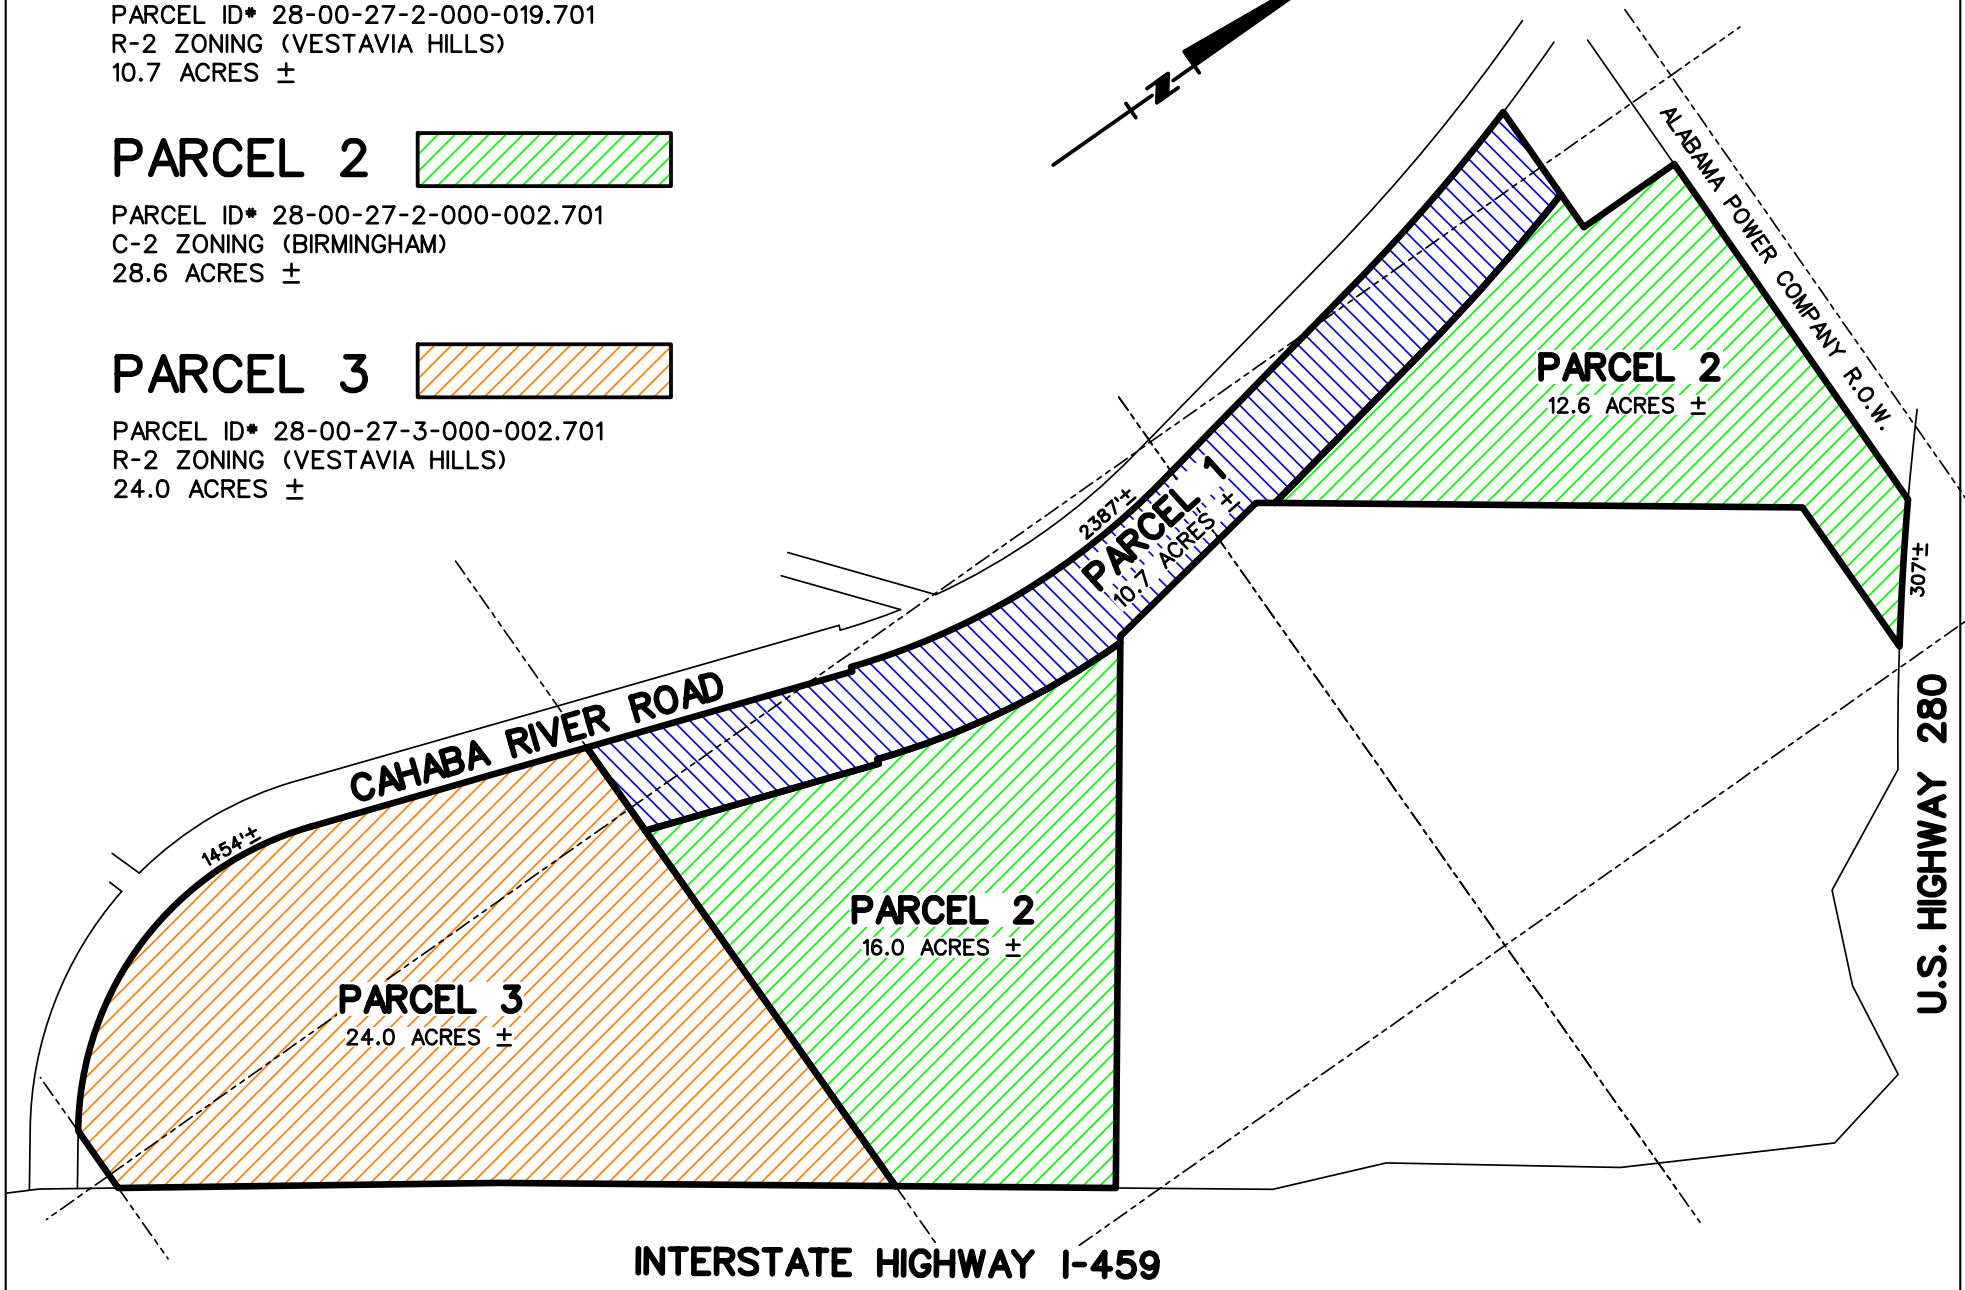 PARCEL ID# 28-00-27-2-000-019.701
R-2 ZONING (VESTAVIA HILLS)
10.7 ACRES ±
PARCEL 2
PARCEL ID# 28-00-27-2-000-002.701
C-2 ZONING (BIRMINGHAM)
28.6 ACRES ±
PARCEL 3
PARCEL ID# 28-00-27-3-000-002.701
R-2 ZONING (VESTAVIA HILLS)
24.0 ACRES ±
N
ALABAMA POWER COMPANY R.O.W.
PARCEL 2
12.6 ACRES ±
2387'±
PARCEL 1
10.7 ACRES ±
307'±
CAHABA RIVER ROAD
1454'±
PARCEL 2
16.0 ACRES ±
PARCEL 3
24.0 ACRES ±
U.S. HIGHWAY 280
INTERSTATE HIGHWAY I-459